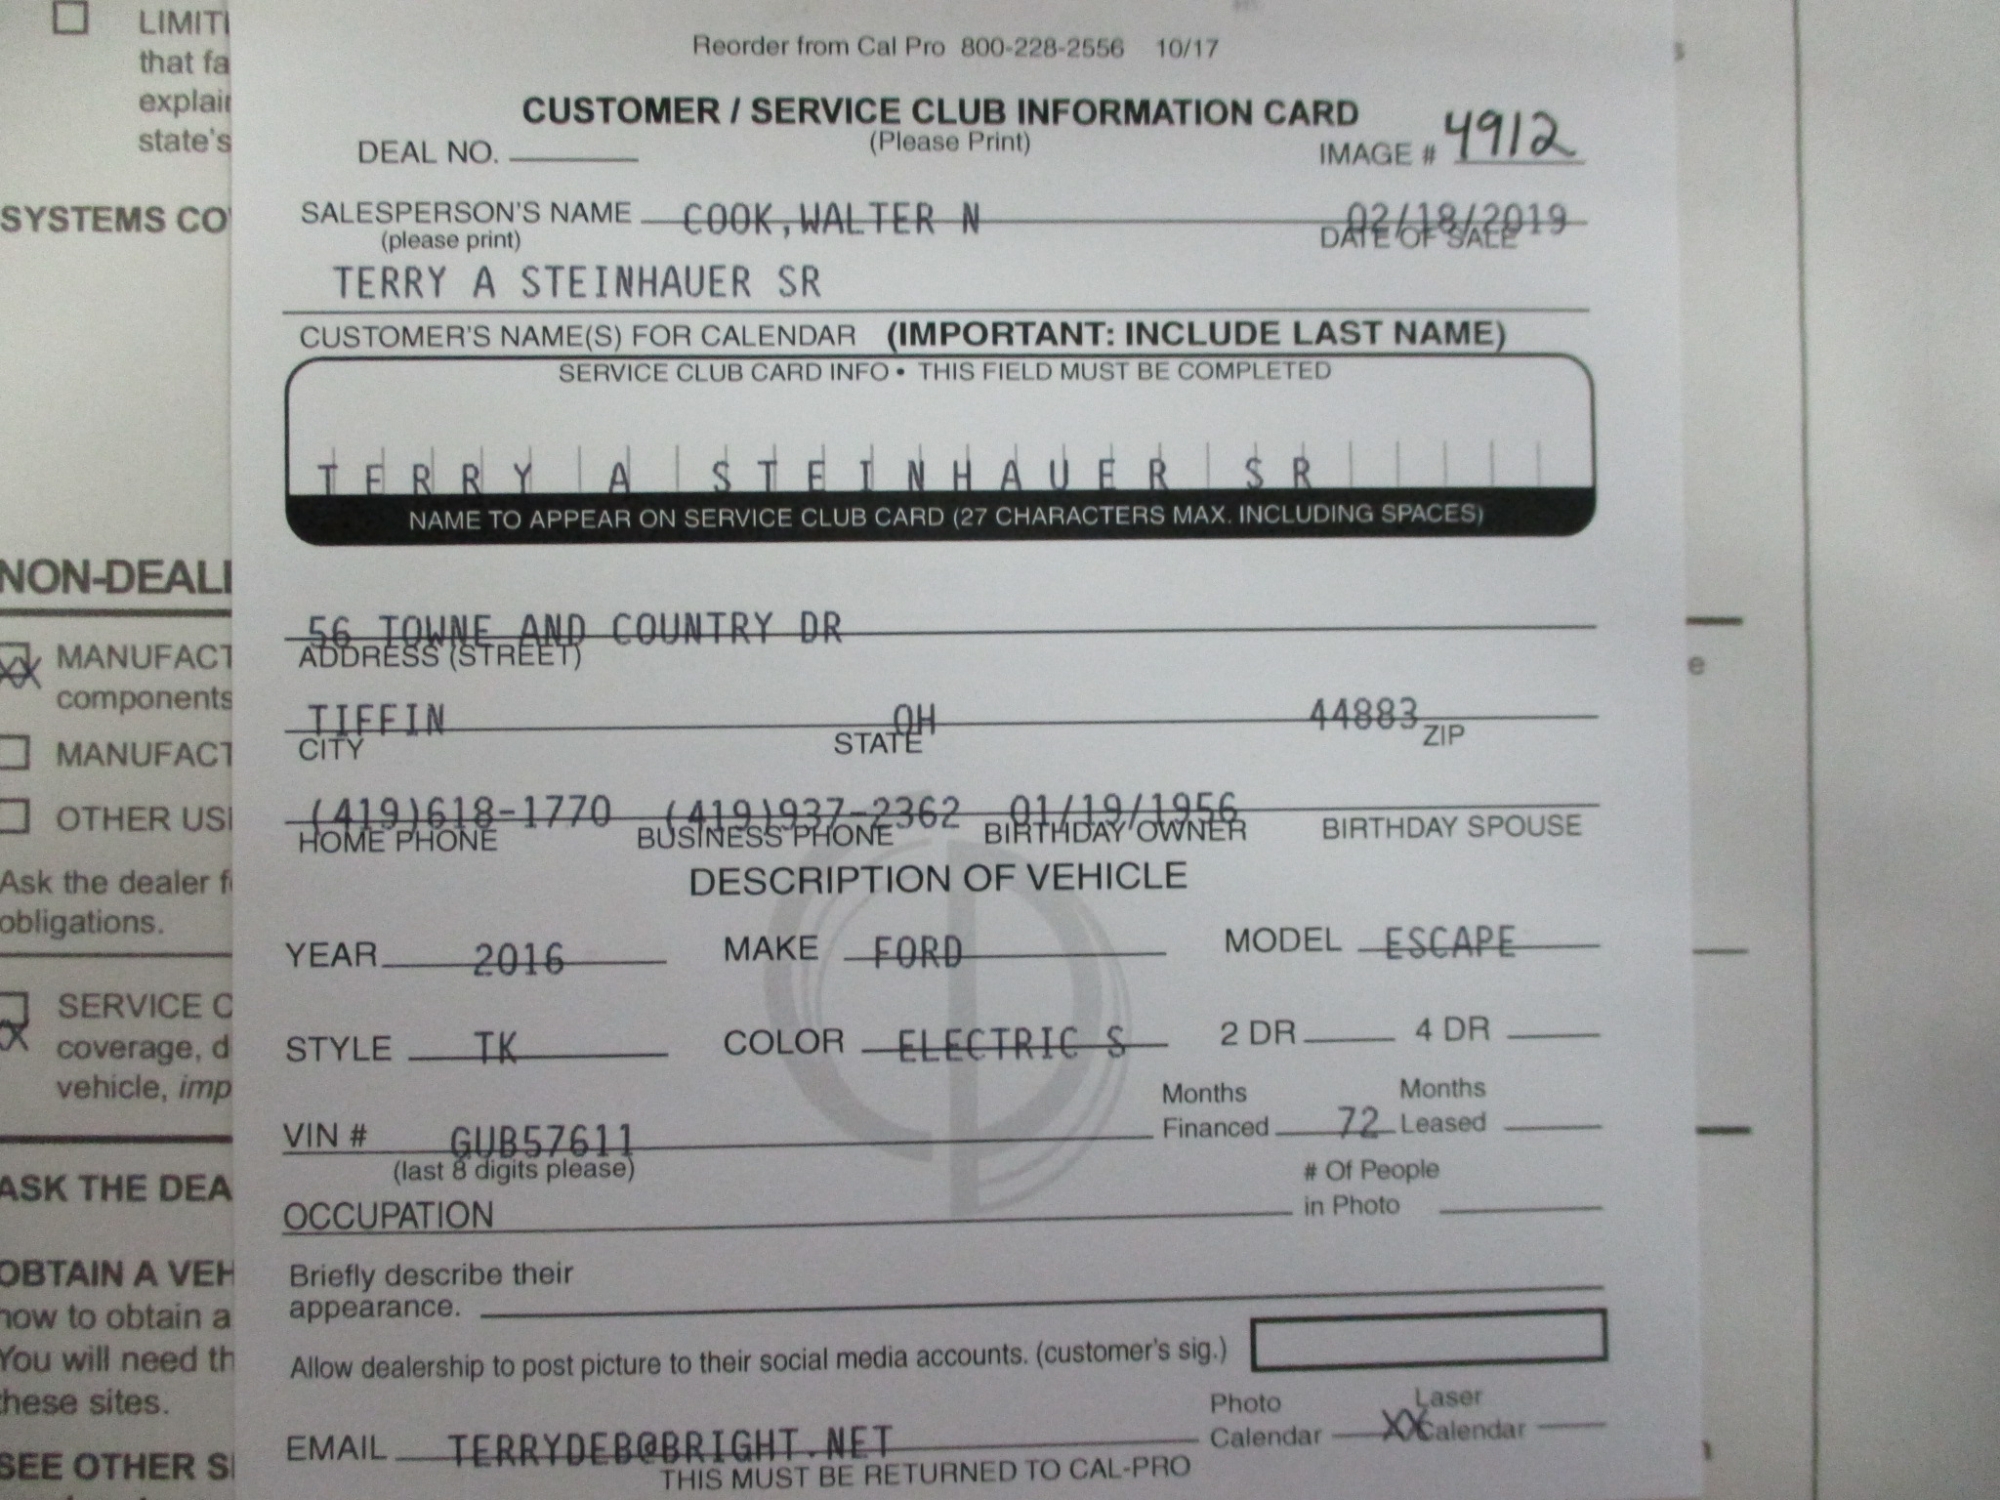 Reorder from Cal Pro 800-228-2556 10/17
CUSTOMER / SERVICE CLUB INFORMATION CARD
(Please Print)
DEAL NO.
IMAGE # 4912
SALESPERSON'S NAME COOK,WALTER N 02/18/2019
(please print) DATE OF SALE
TERRY A STEINHAUER SR
CUSTOMER'S NAME(S) FOR CALENDAR (IMPORTANT: INCLUDE LAST NAME)
SERVICE CLUB CARD INFO • THIS FIELD MUST BE COMPLETED
TERRY A STEINHAUER SR
NAME TO APPEAR ON SERVICE CLUB CARD (27 CHARACTERS MAX. INCLUDING SPACES)
56 TOWNE AND COUNTRY DR
ADDRESS (STREET)
TIFFIN OH 44883
CITY STATE ZIP
(419)618-1770 (419)937-2362 01/19/1956
HOME PHONE BUSINESS PHONE BIRTHDAY OWNER BIRTHDAY SPOUSE
DESCRIPTION OF VEHICLE
YEAR 2016 MAKE FORD MODEL ESCAPE
STYLE TK COLOR ELECTRIC S 2 DR 4 DR
Months Months
VIN # GUB57611 Financed 72 Leased
(last 8 digits please)
# Of People
OCCUPATION in Photo
Briefly describe their
appearance.
Allow dealership to post picture to their social media accounts. (customer's sig.)
Photo Laser
EMAIL TERRYDEB@BRIGHT.NET Calendar XX Calendar
THIS MUST BE RETURNED TO CAL-PRO
that fa
state's
SYSTEMS CO
NON-DEAL
MANUFACT
components
MANUFACT
OTHER US
Ask the dealer f
obligations.
SERVICE C
coverage, d
vehicle, imp
ASK THE DEA
OBTAIN A VEH
how to obtain a
You will need th
these sites.
SEE OTHER S